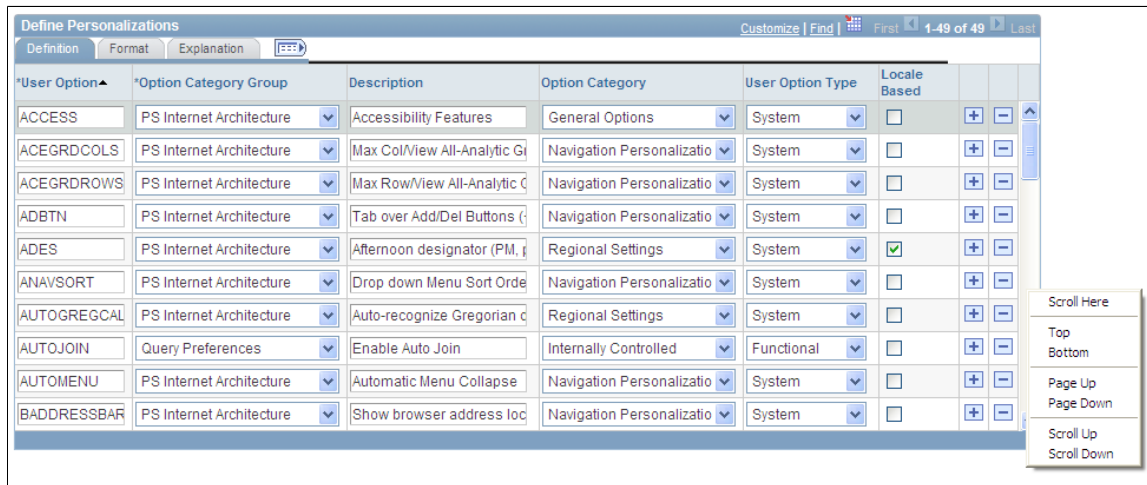 Define Personalizations
Customize | Find | First 1-49 of 49 Last
Definition Format Explanation
*User Option *Option Category Group Description Option Category User Option Type Locale Based
ACCESS PS Internet Architecture Accessibility Features General Options System
ACEGRDCOLS PS Internet Architecture Max Col/View All-Analytic Gr Navigation Personalizatio System
ACEGRDROWS PS Internet Architecture Max Row/View All-Analytic G Navigation Personalizatio System
ADBTN PS Internet Architecture Tab over Add/Del Buttons ( Navigation Personalizatio System
ADES PS Internet Architecture Afternoon designator (PM, p Regional Settings System
ANAVSORT PS Internet Architecture Drop down Menu Sort Orde Navigation Personalizatio System
AUTOGREGCAL PS Internet Architecture Auto-recognize Gregorian c Regional Settings System
AUTOJOIN Query Preferences Enable Auto Join Internally Controlled Functional
AUTOMENU PS Internet Architecture Automatic Menu Collapse Navigation Personalizatio System
BADDRESSBAR PS Internet Architecture Show browser address loc Navigation Personalizatio System
Scroll Here
Top
Bottom
Page Up
Page Down
Scroll Up
Scroll Down